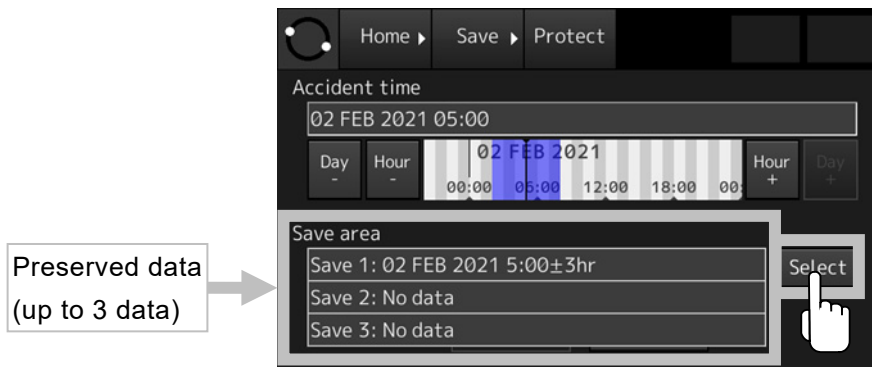 Home Save Protect
Accident time
02 FEB 2021 05:00
Day
-
Hour
-
02 FEB 2021
00:00 05:00 12:00 18:00 00:
Hour
+
Day
+
Save area
Save 1: 02 FEB 2021 5:00±3hr
Save 2: No data
Save 3: No data
Select
Preserved data
(up to 3 data)